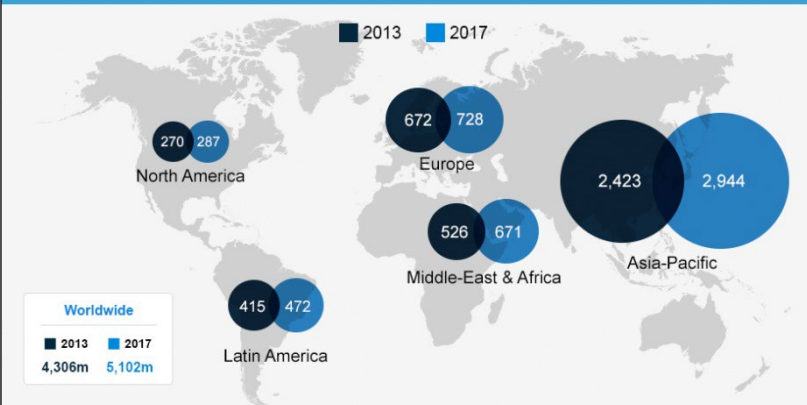 2013 2017
270 287
North America
672 728
Europe
2,423 2,944
Asia-Pacific
526 671
Middle-East & Africa
415 472
Latin America
Worldwide
2013 2017
4,306m 5,102m